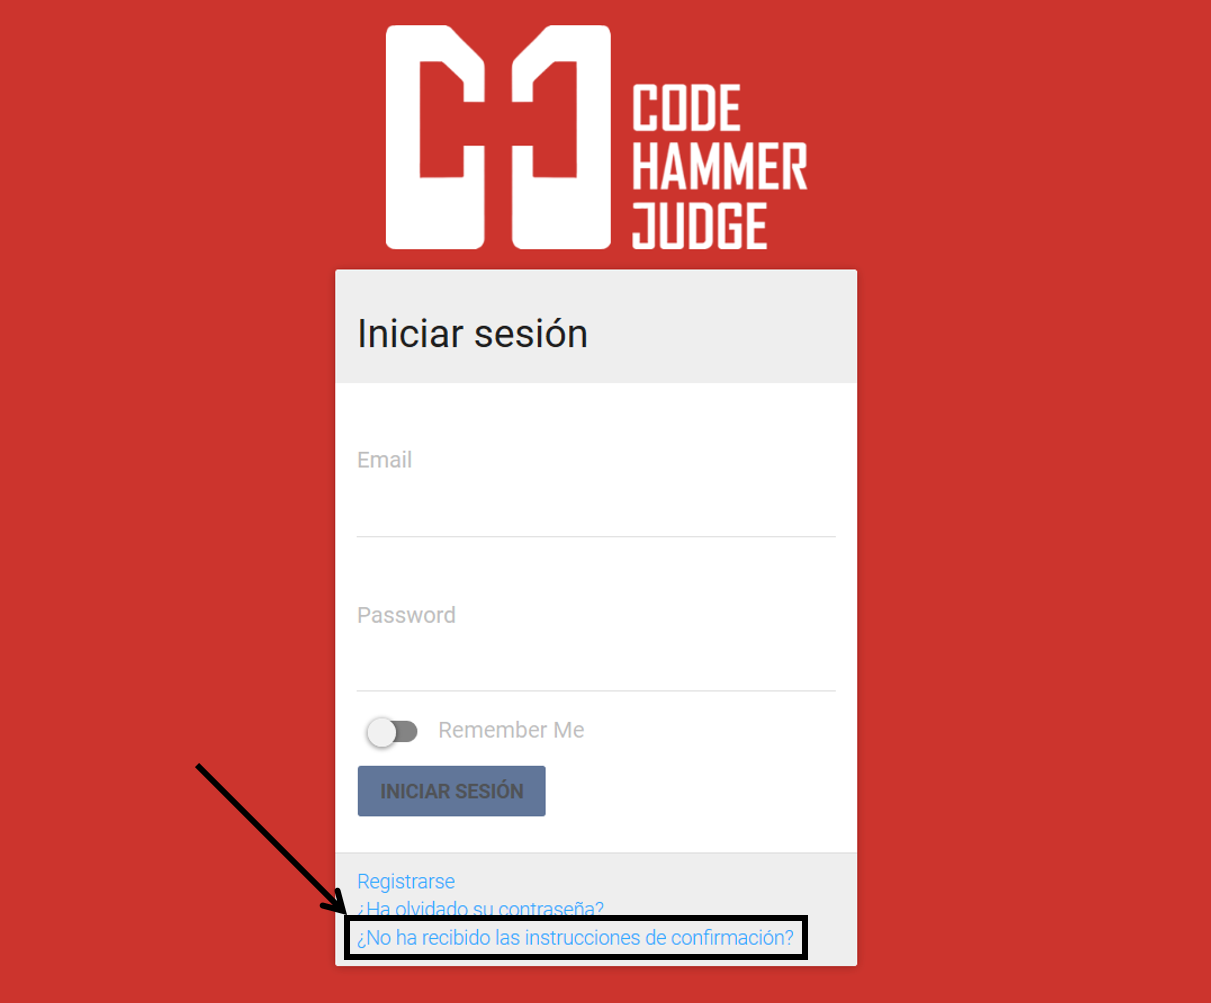 CODE
HAMMER
JUDGE
Iniciar sesión
Email
Password
Remember Me
INICIAR SESIÓN
Registrarse
¿Ha olvidado su contraseña?
¿No ha recibido las instrucciones de confirmación?